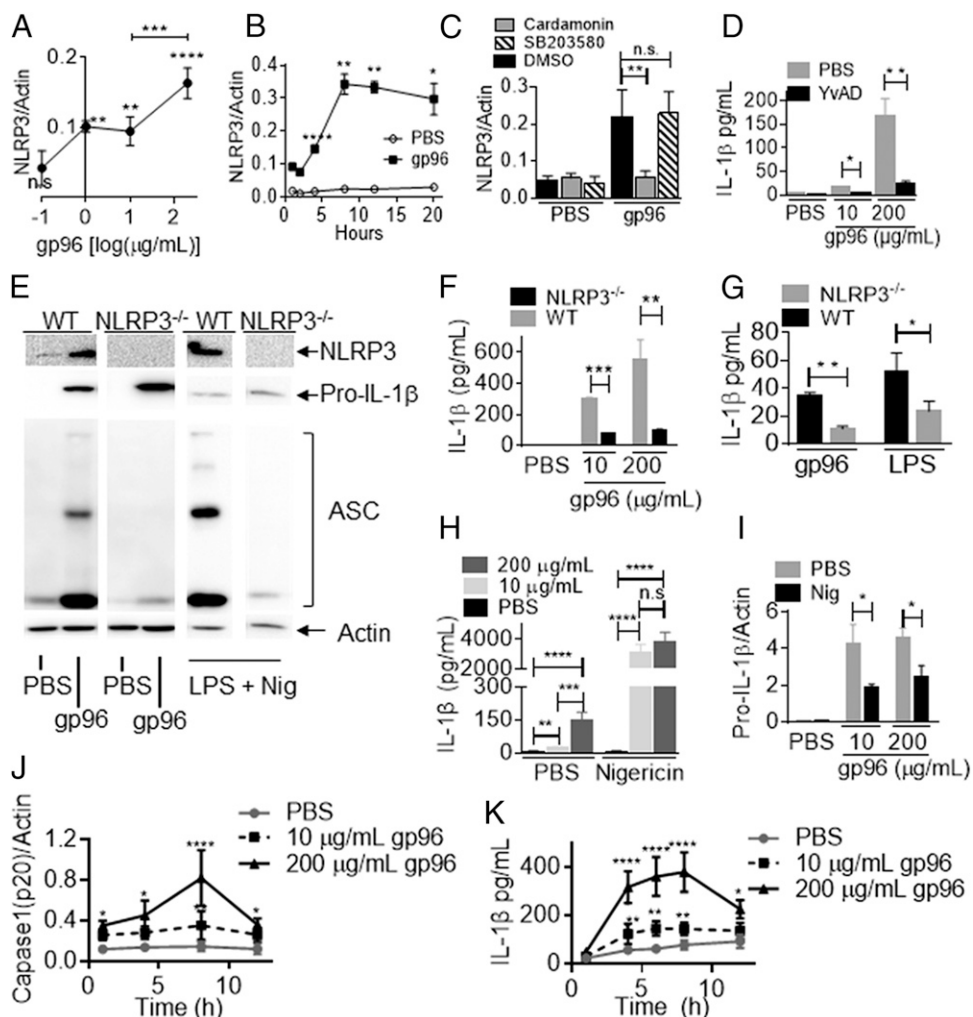 A
***
****
0.2
**
**
0.1
n.s
NLRP3/Actin
-1 0 1 2
gp96 [log(μg/mL)]
B
0.4
0.3
0.2
0.1
0.0
NLRP3/Actin
**
**
*
****
PBS
gp96
0 5 10 15 20
Hours
C
Cardamonin
SB203580
DMSO
n.s.
**
0.3
0.2
0.1
0.0
NLRP3/Actin
PBS gp96
D
PBS
YvAD
**
*
200
150
100
50
0
IL-1β pg/mL
PBS 10 200
gp96 (μg/mL)
E
WT NLRP3-/- WT NLRP3-/-
NLRP3
Pro-IL-1β
ASC
Actin
PBS PBS LPS + Nig
gp96 gp96
F
NLRP3-/-
WT
**
***
600
400
200
0
IL-1β (pg/mL)
PBS 10 200
gp96 (μg/mL)
G
NLRP3-/-
WT
*
**
80
60
40
20
0
IL-1β pg/mL
gp96 LPS
H
200 μg/mL
10 μg/mL
PBS
****
n.s
****
****
***
**
4000
2000
300
150
0
IL-1β (pg/mL)
PBS Nigericin
I
PBS
Nig
*
*
6
4
2
0
Pro-IL-1β/Actin
PBS 10 200
gp96 (μg/mL)
J
PBS
10 μg/mL gp96
200 μg/mL gp96
1.2
0.8
0.4
0.0
Capase1(p20)/Actin
****
*
*
*
0 5 10
Time (h)
K
PBS
10 μg/mL gp96
200 μg/mL gp96
400
200
0
IL-1β pg/mL
**** **** ****
*
** ** **
0 5 10
Time (h)